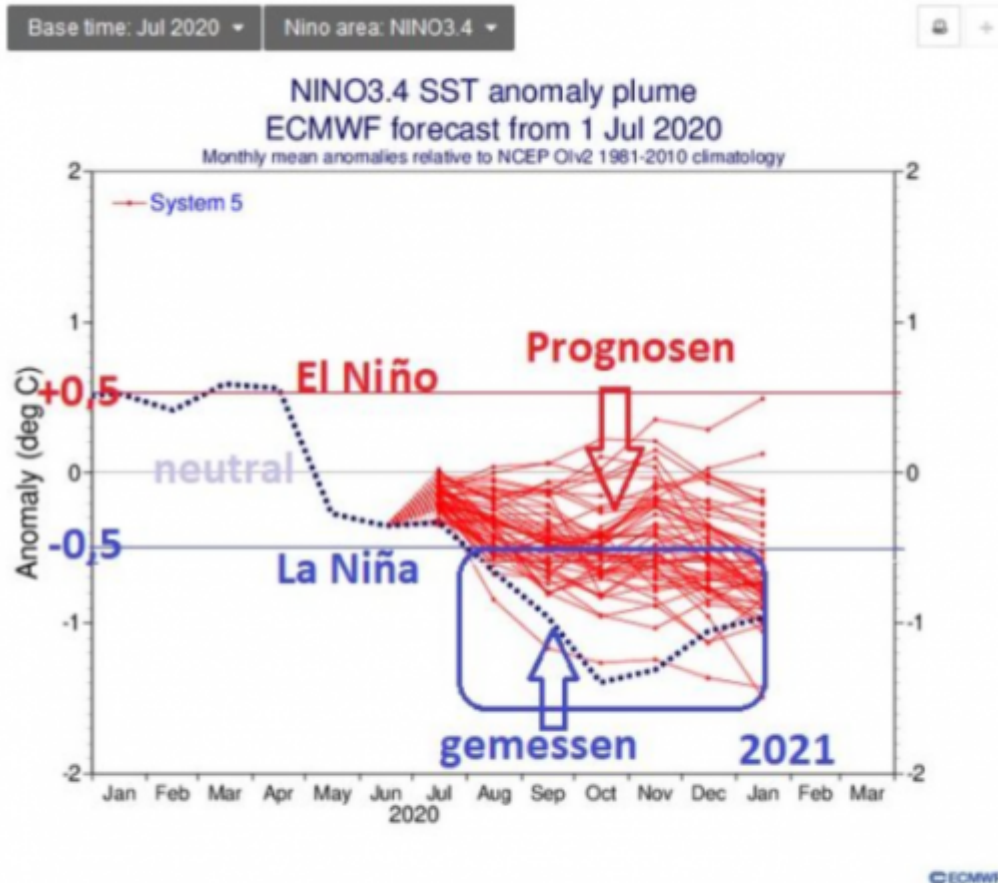 Base time: Jul 2020 Nino area: NINO3.4
NINO3.4 SST anomaly plume
ECMWF forecast from 1 Jul 2020
Monthly mean anomalies relative to NCEP OIv2 1981-2010 climatology
2 2
System 5
1 1
Prognosen
El Niño
+0,5
Anomaly (deg C)
0 0
neutral
-0,5
La Niña
-1 -1
gemessen 2021
-2 -2
Jan Feb Mar Apr May Jun Jul Aug Sep Oct Nov Dec Jan Feb Mar
2020
ECMWF